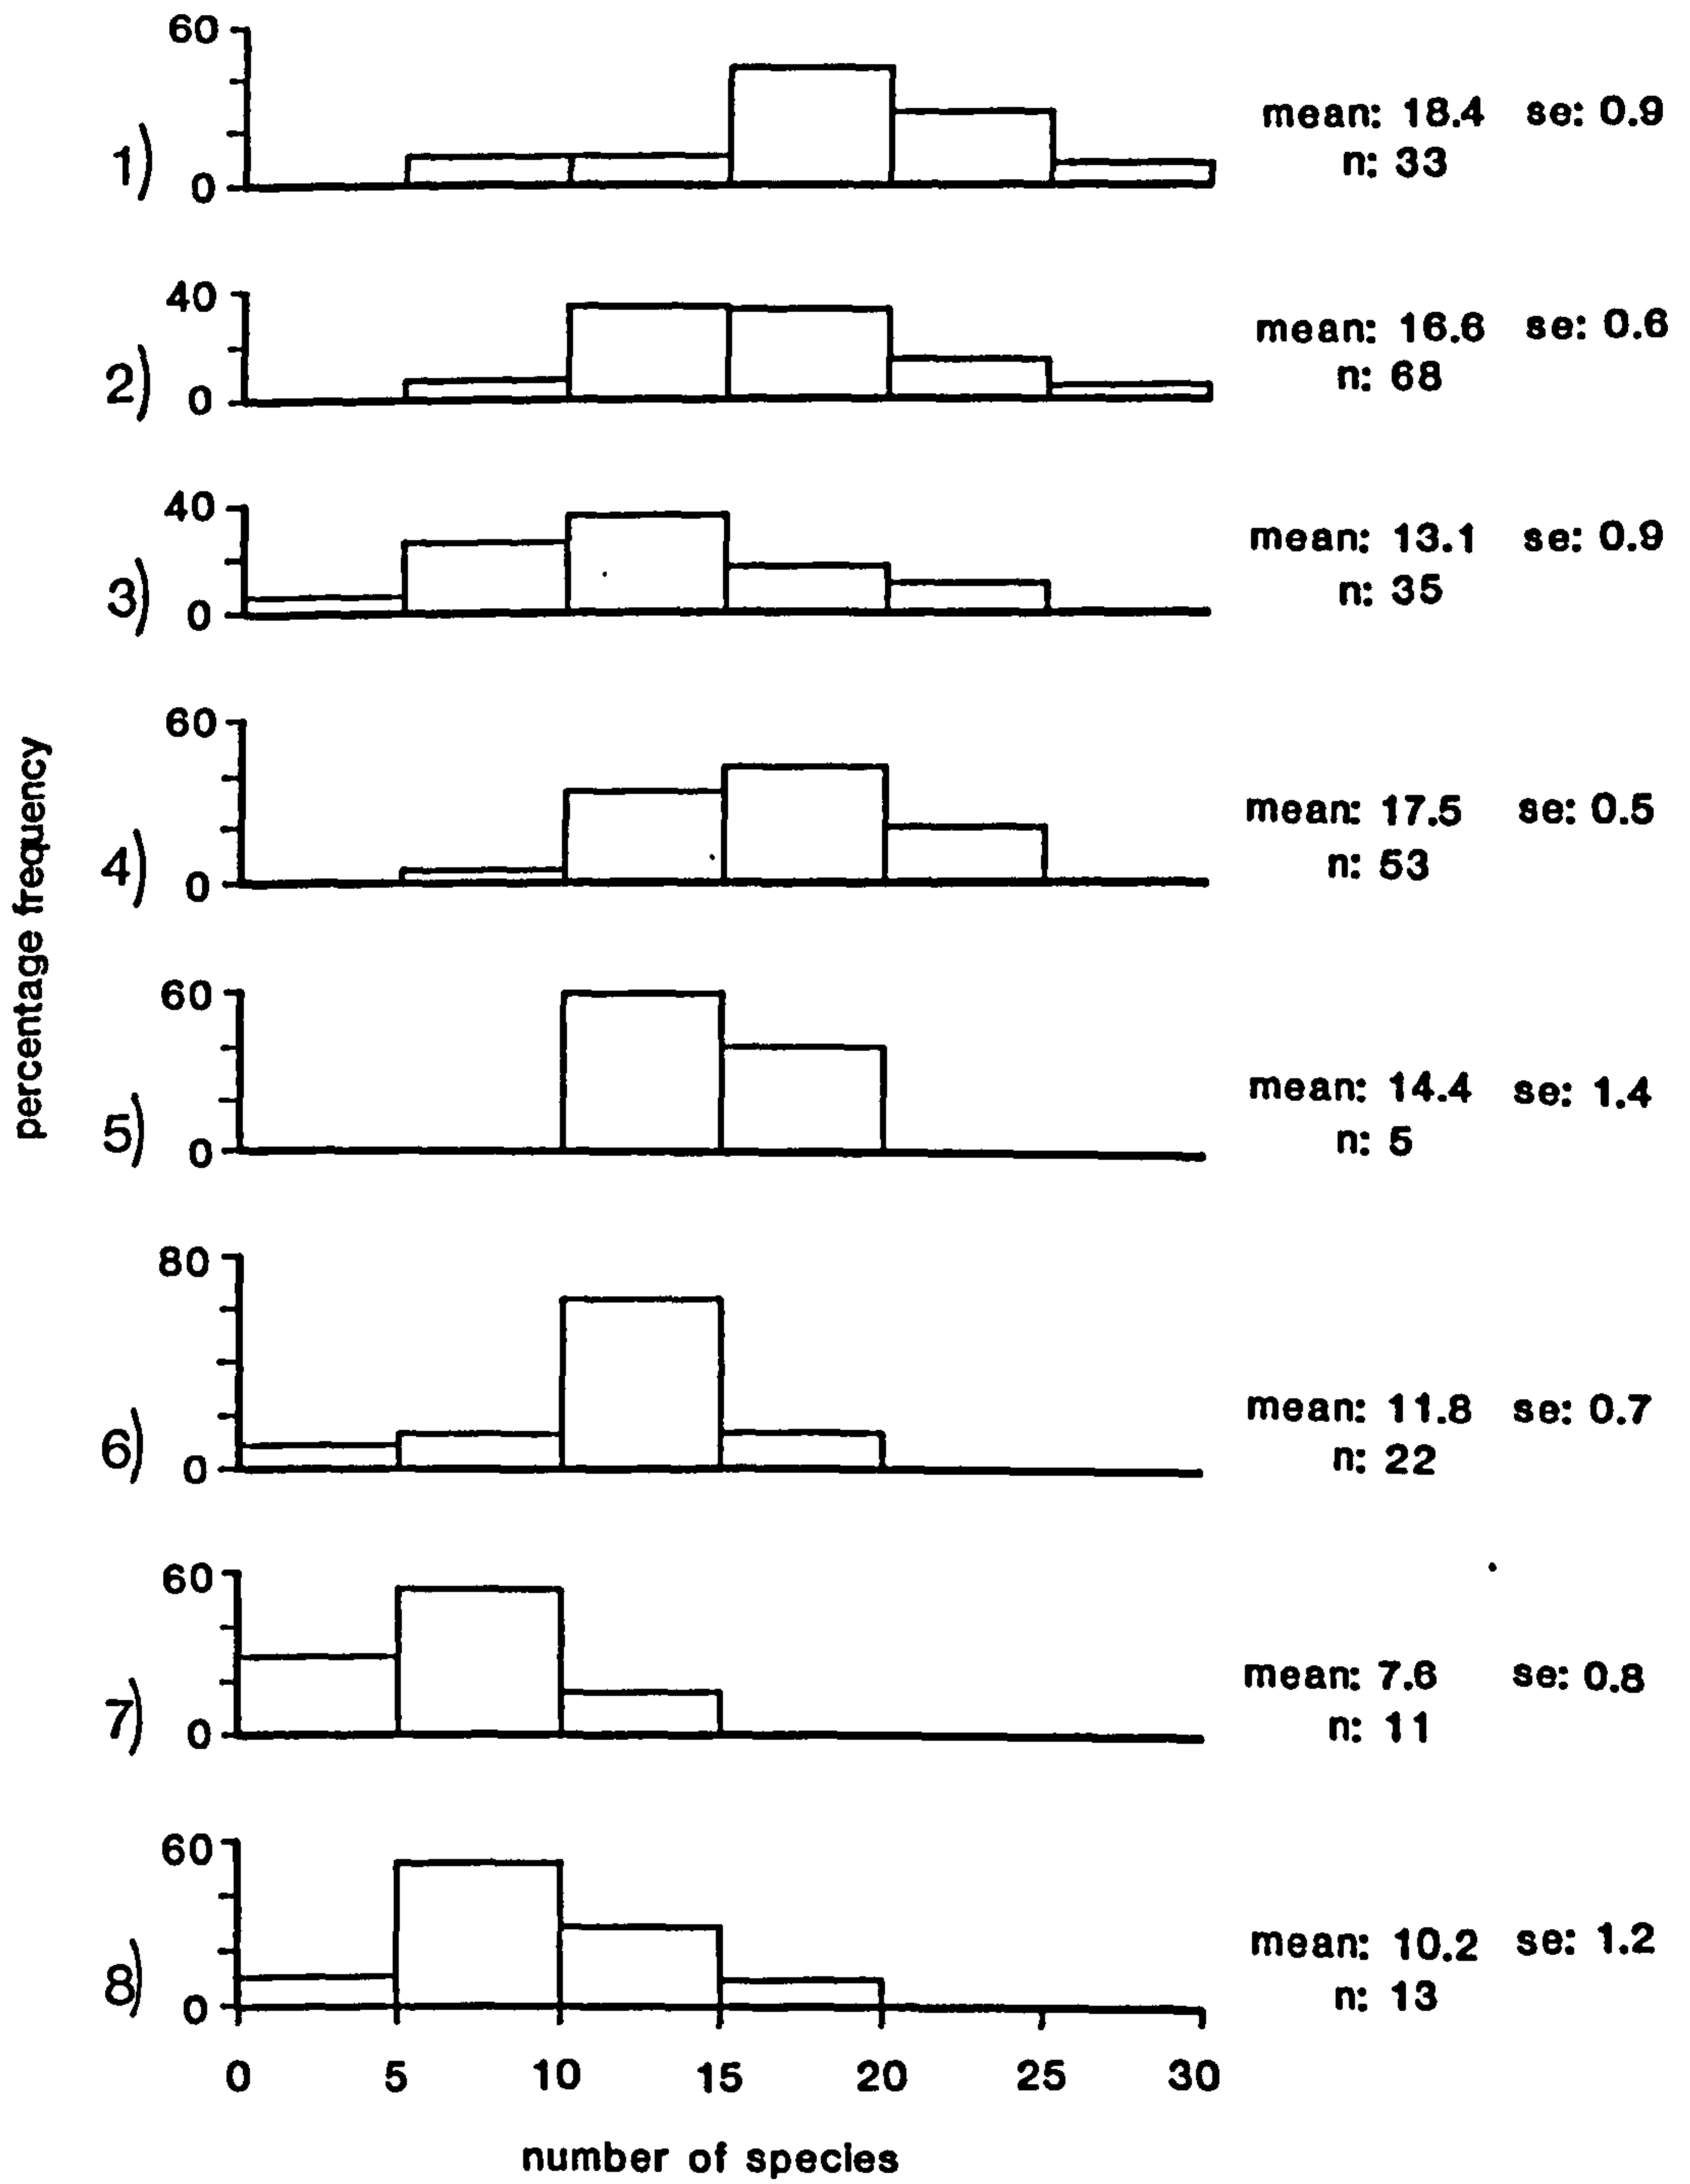 60
mean: 18.4 se: 0.9
1)
n: 33
0
40
mean: 16.6 se: 0.6
2)
n: 68
0
40
mean: 13.1 se: 0.9
3)
n: 35
0
60
mean: 17.5 se: 0.5
4)
n: 53
0
percentage frequency
60
mean: 14.4 se: 1.4
5)
n: 5
0
80
mean: 11.8 se: 0.7
6)
n: 22
0
60
mean: 7.6 se: 0.8
7)
n: 11
0
60
mean: 10.2 se: 1.2
8)
n: 13
0
0 5 10 15 20 25 30
number of species